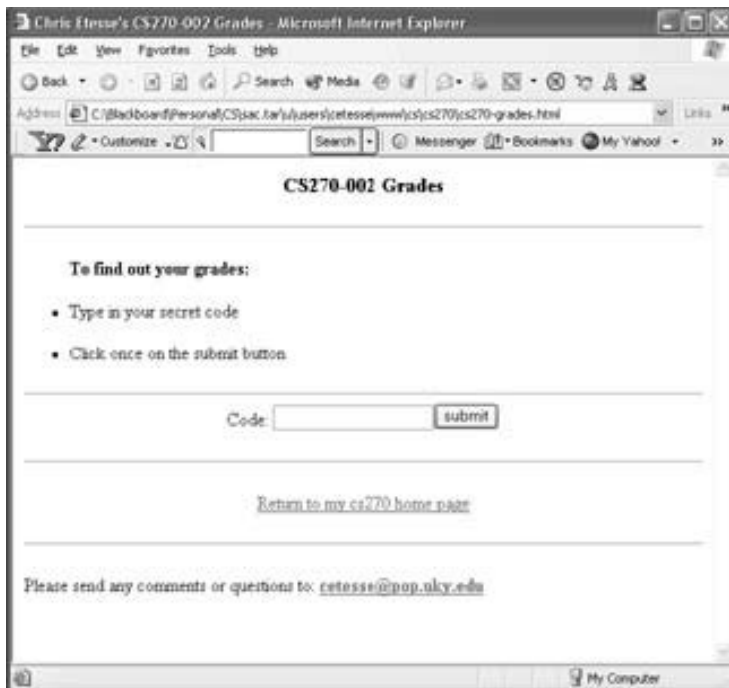 Chris Etesse's CS270-002 Grades - Microsoft Internet Explorer
File Edit View Favorites Tools Help
Back Search Media
Address C:\Blackboard\Personal\CS\sac.tar\u\users\cetesse\www\cs\cs270\cs270-grades.html Links »
Y? Customize Search Messenger Bookmarks My Yahoo! »
CS270-002 Grades
To find out your grades:
• Type in your secret code
• Click once on the submit button
Code: submit
Return to my cs270 home page
Please send any comments or questions to: cetesse@pop.uky.edu
My Computer